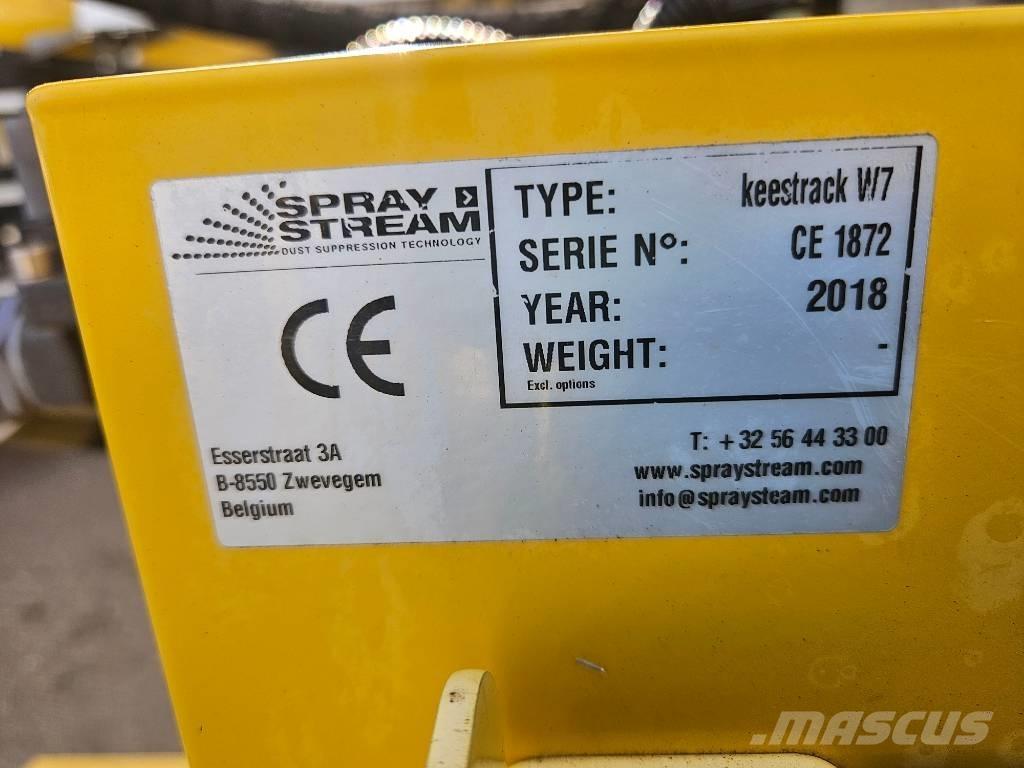 SPRAY
STREAM
DUST SUPPRESSION TECHNOLOGY
CE
TYPE: keestrack W7
SERIE N°: CE 1872
YEAR: 2018
WEIGHT: -
Excl. options
Esserstraat 3A
B-8550 Zwevegem
Belgium
T: +32 56 44 33 00
www.spraystream.com
info@spraysteam.com
MASCUS